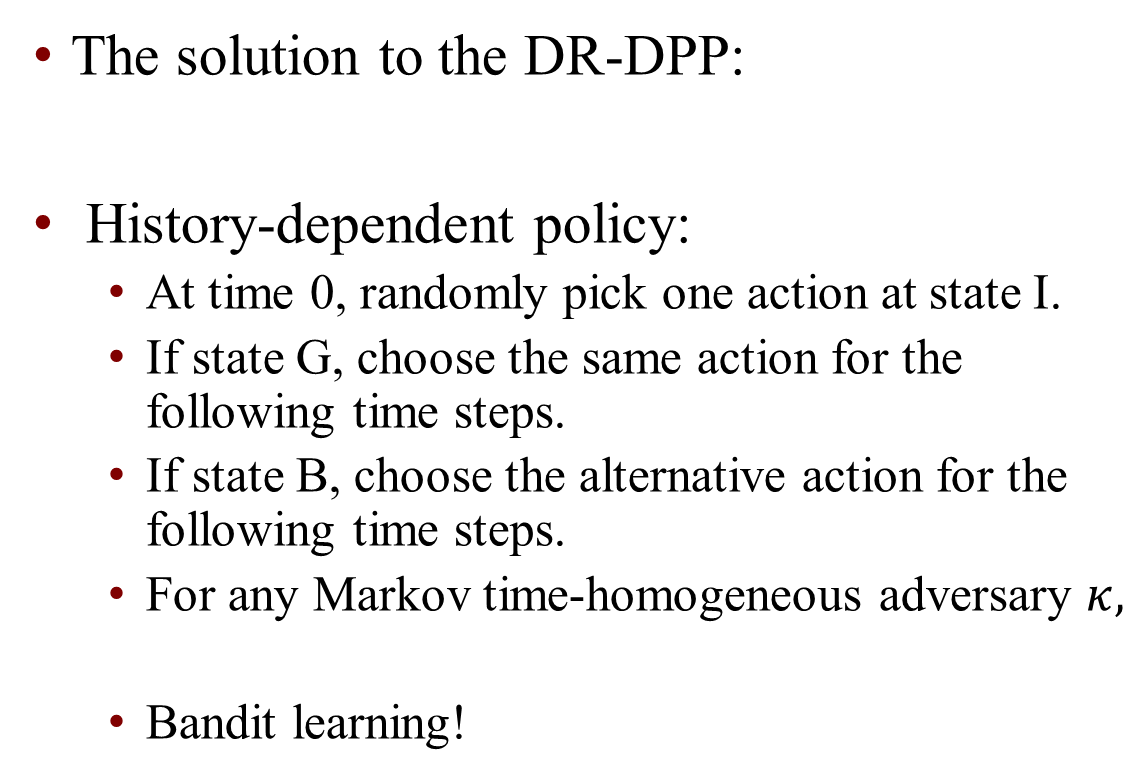 • The solution to the DR-DPP:
• History-dependent policy:
• At time 0, randomly pick one action at state I.
• If state G, choose the same action for the
following time steps.
• If state B, choose the alternative action for the
following time steps.
• For any Markov time-homogeneous adversary κ,
• Bandit learning!